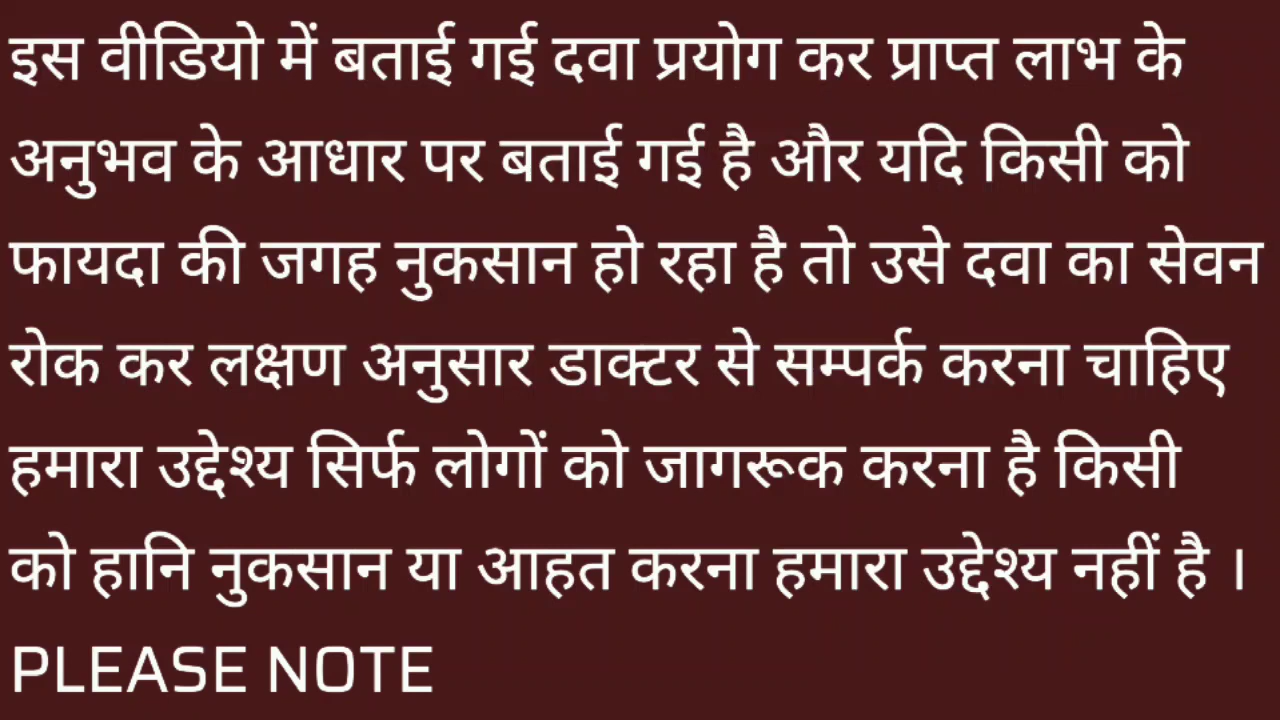 इस वीडियो में बताई गई दवा प्रयोग कर प्राप्त लाभ के
अनुभव के आधार पर बताई गई है और यदि किसी को
फायदा की जगह नुकसान हो रहा है तो उसे दवा का सेवन
रोक कर लक्षण अनुसार डाक्टर से सम्पर्क करना चाहिए
हमारा उद्देश्य सिर्फ लोगों को जागरूक करना है किसी
को हानि नुकसान या आहत करना हमारा उद्देश्य नहीं है ।
PLEASE NOTE